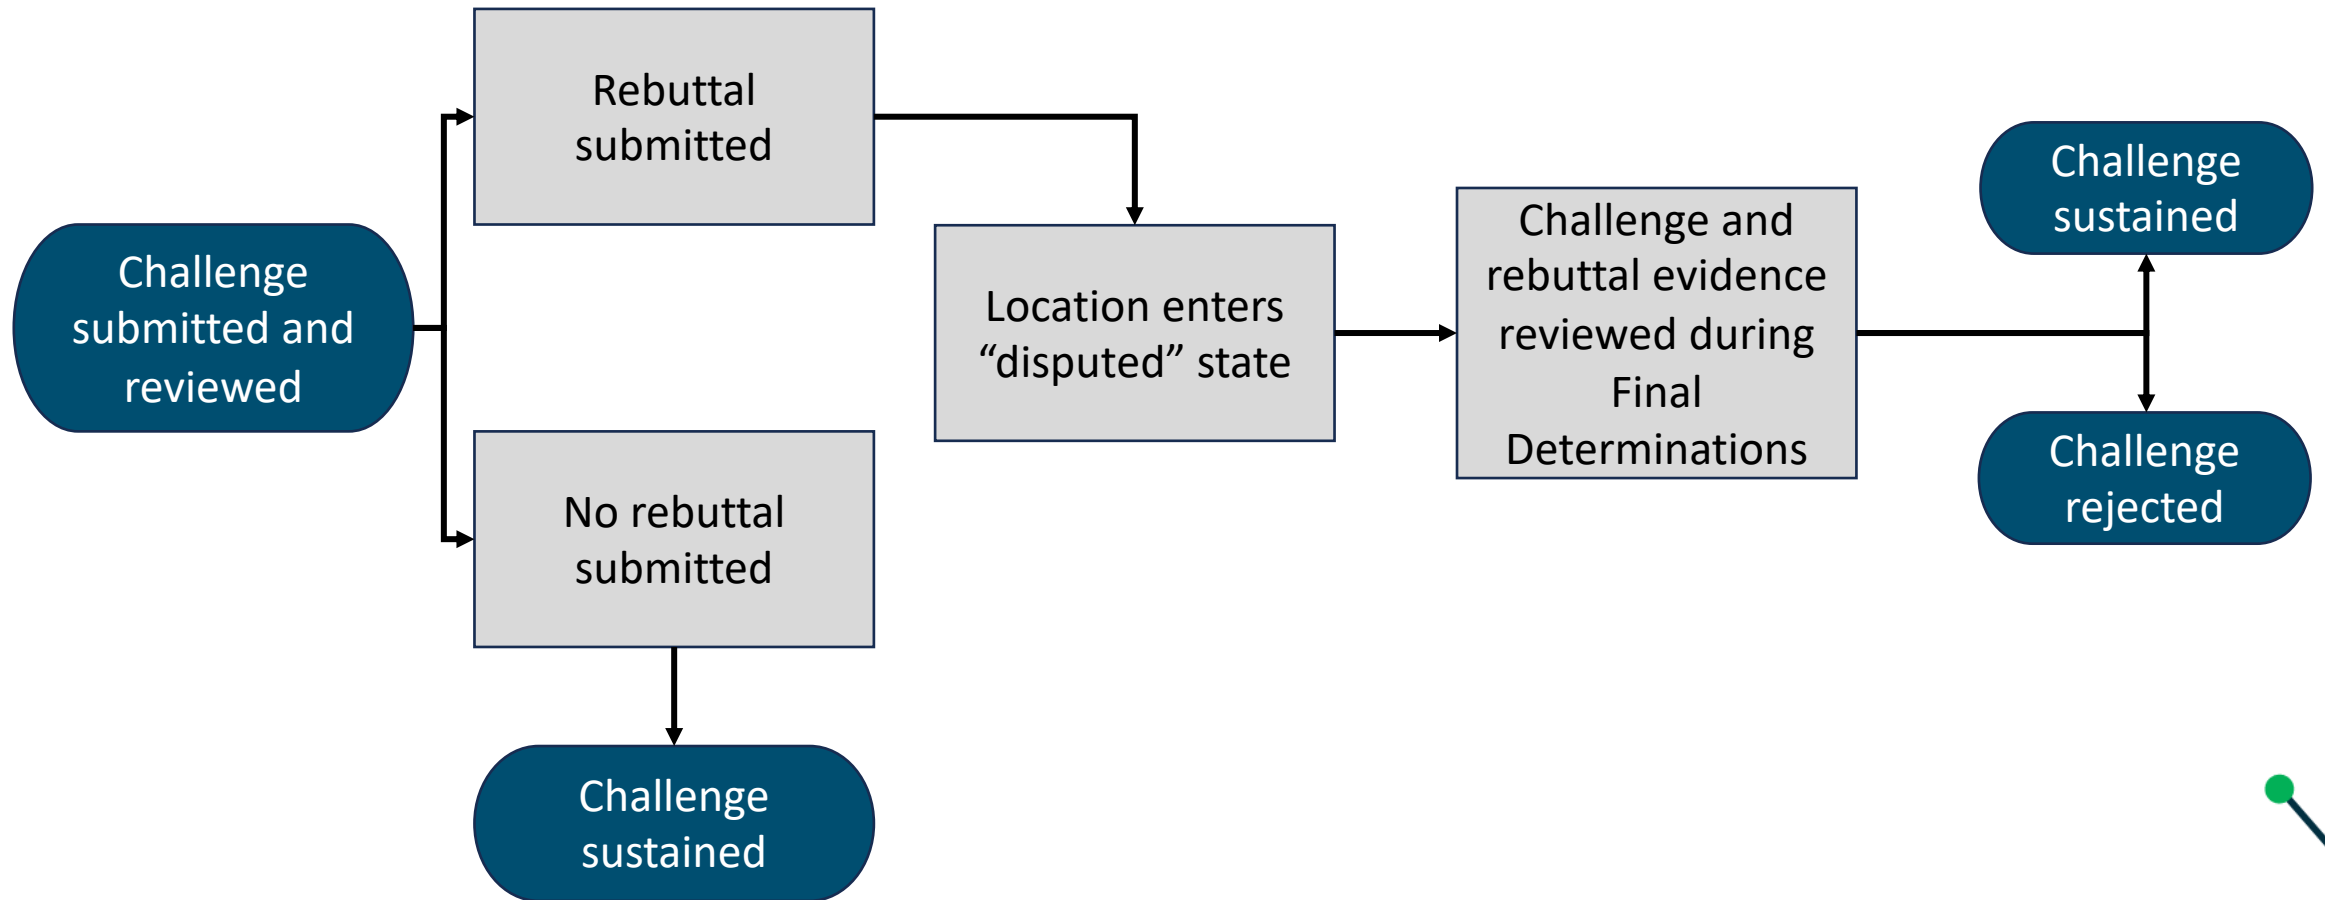 Challenge
submitted and
reviewed
Rebuttal
submitted
No rebuttal
submitted
Challenge
sustained
Location enters
“disputed” state
Challenge and
rebuttal evidence
reviewed during
Final
Determinations
Challenge
sustained
Challenge
rejected